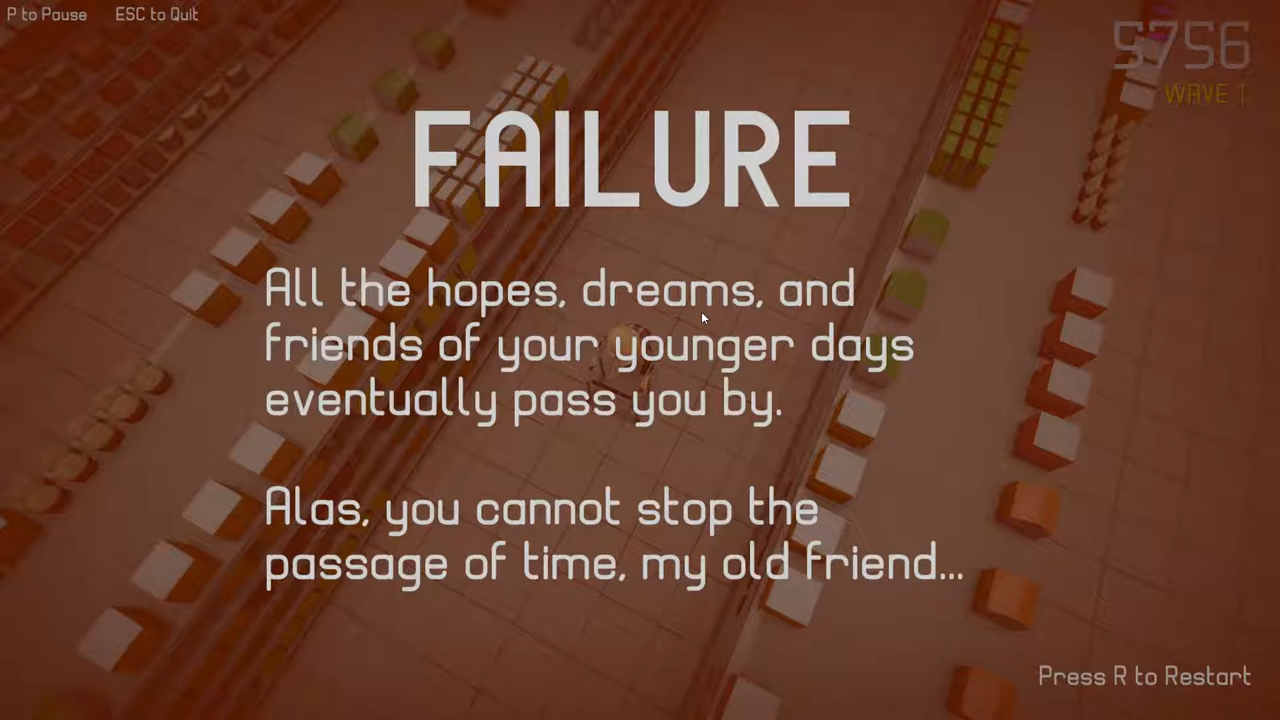 P to Pause ESC to Quit
5756
WAVE 1
FAILURE
All the hopes, dreams, and
friends of your younger days
eventually pass you by.
Alas, you cannot stop the
passage of time, my old friend...
Press R to Restart